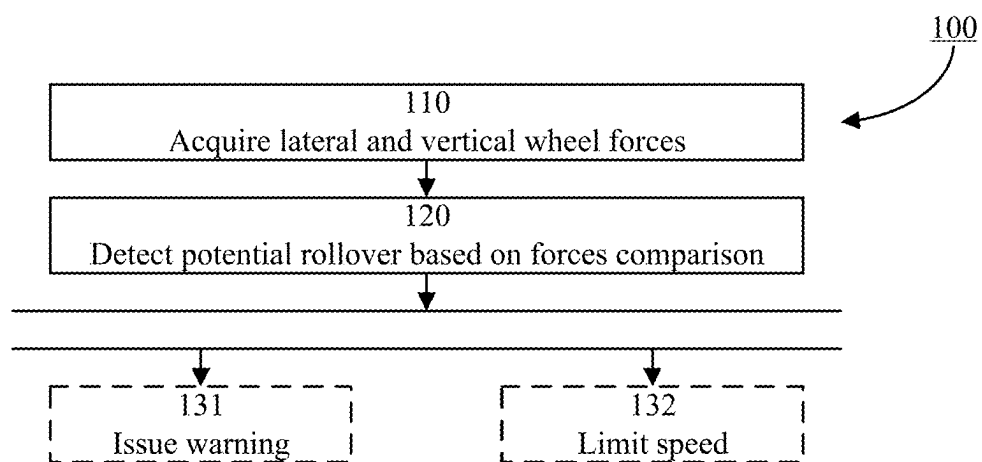 100
110
Acquire lateral and vertical wheel forces
120
Detect potential rollover based on forces comparison
131
Issue warning
132
Limit speed